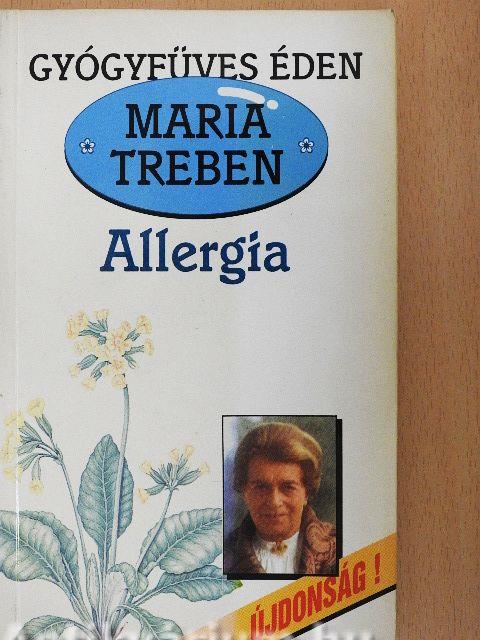 GYÓGYFÜVES ÉDEN
MARIA
TREBEN
Allergia
ÚJDONSÁG !